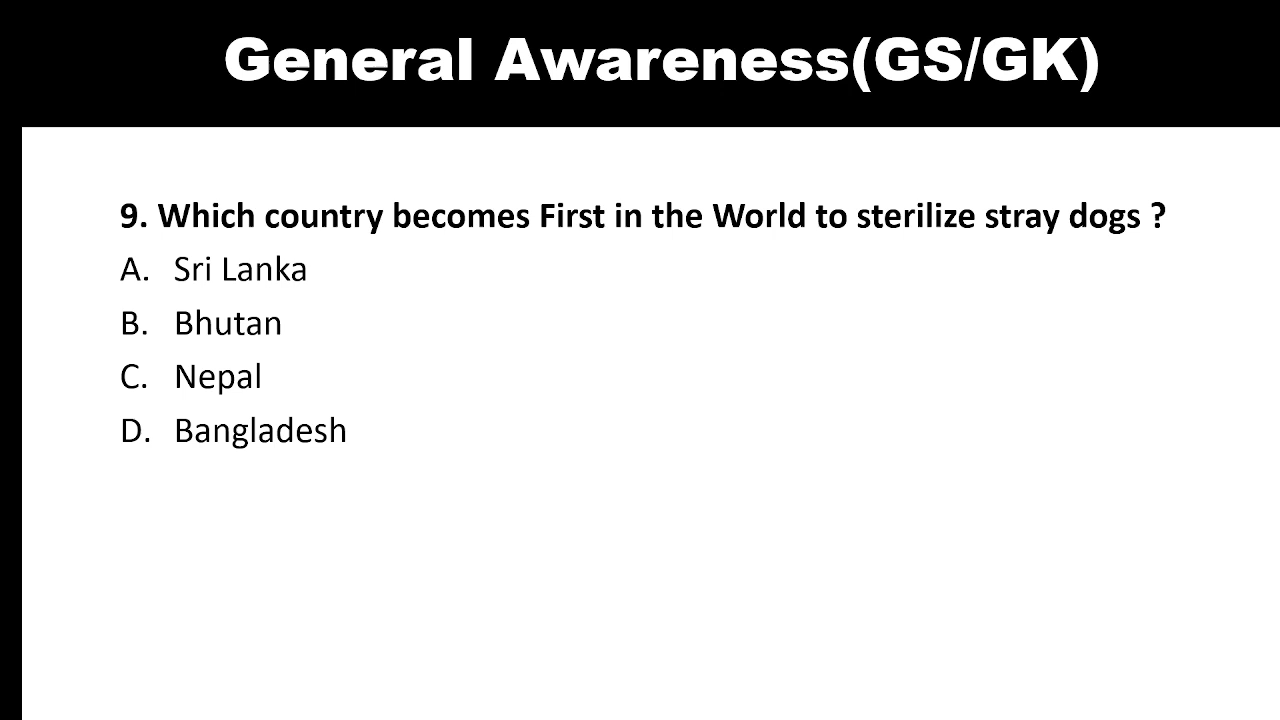 General Awareness(GS/GK)
9. Which country becomes First in the World to sterilize stray dogs ?
A. Sri Lanka
B. Bhutan
C. Nepal
D. Bangladesh